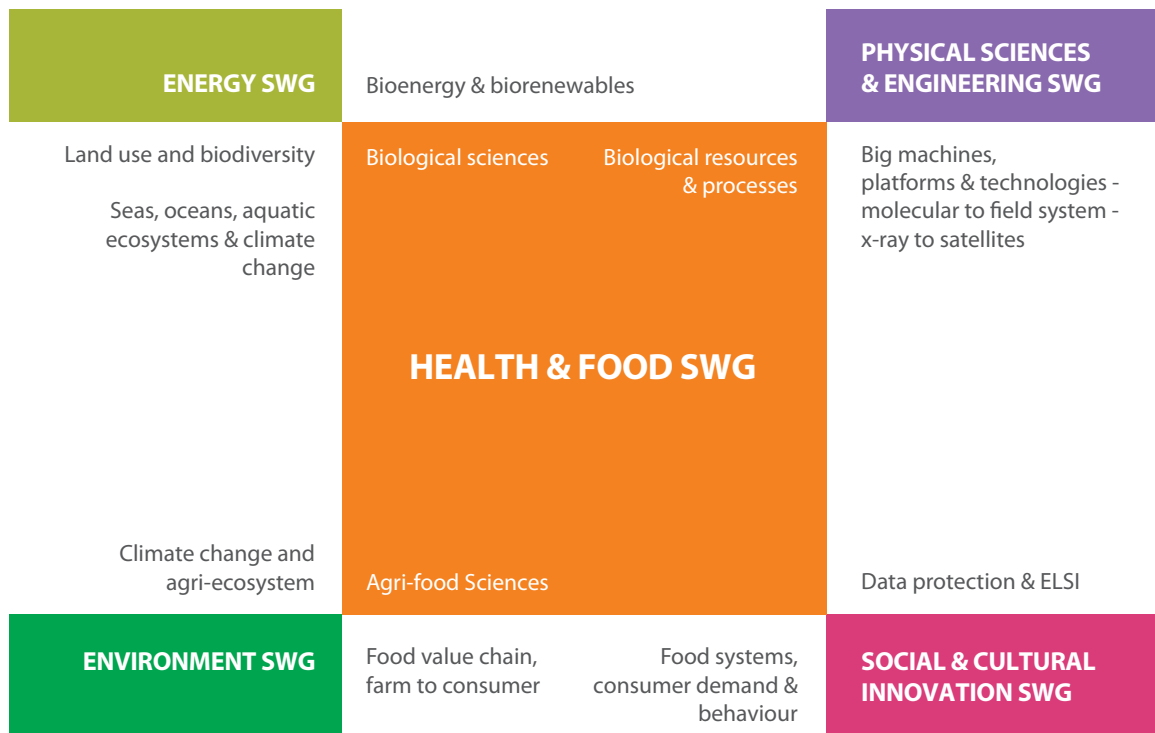 ENERGY SWG
Bioenergy & biorenewables
PHYSICAL SCIENCES
& ENGINEERING SWG
Land use and biodiversity
Seas, oceans, aquatic
ecosystems & climate
change
Biological sciences
Biological resources
& processes
Big machines,
platforms & technologies -
molecular to field system -
x-ray to satellites
HEALTH & FOOD SWG
Climate change and
agri-ecosystem
Agri-food Sciences
Data protection & ELSI
ENVIRONMENT SWG
Food value chain,
farm to consumer
Food systems,
consumer demand &
behaviour
SOCIAL & CULTURAL
INNOVATION SWG